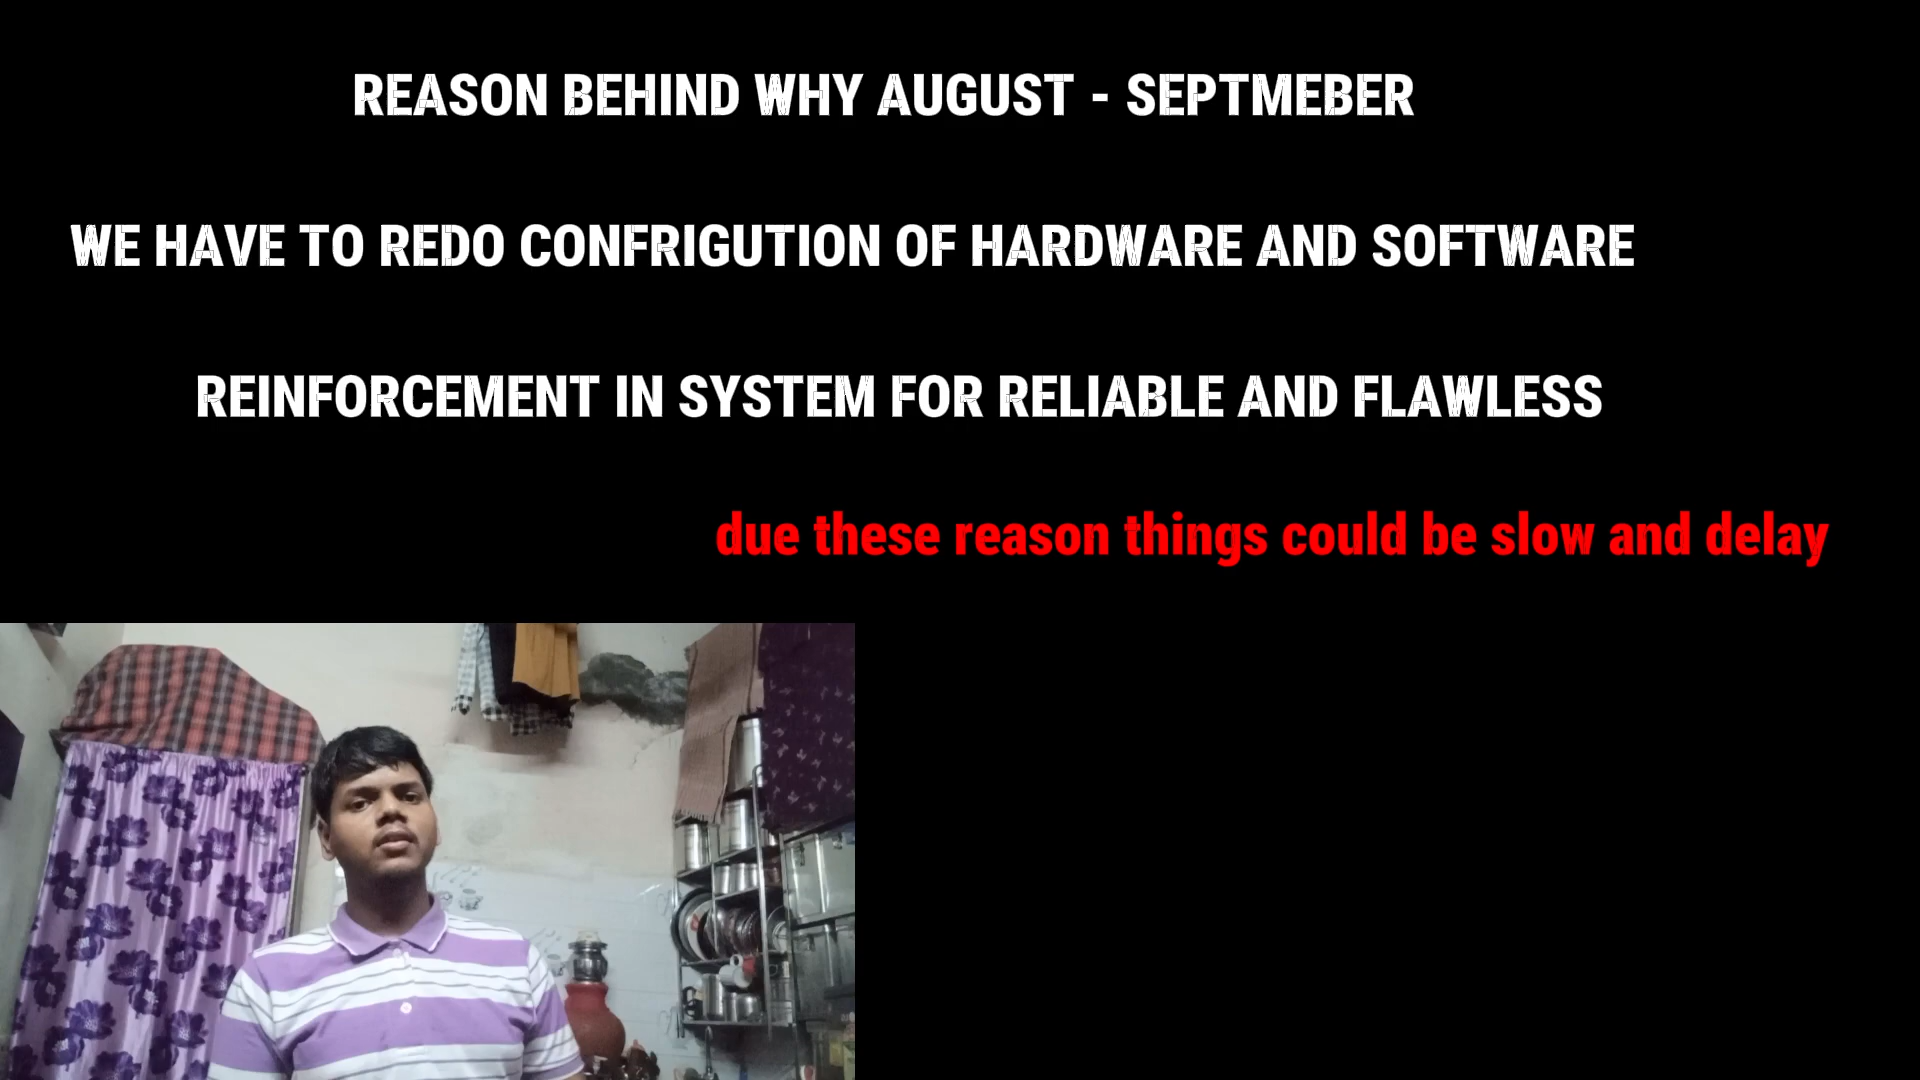 REASON BEHIND WHY AUGUST - SEPTMEBER
WE HAVE TO REDO CONFRIGUTION OF HARDWARE AND SOFTWARE
REINFORCEMENT IN SYSTEM FOR RELIABLE AND FLAWLESS
due these reason things could be slow and delay